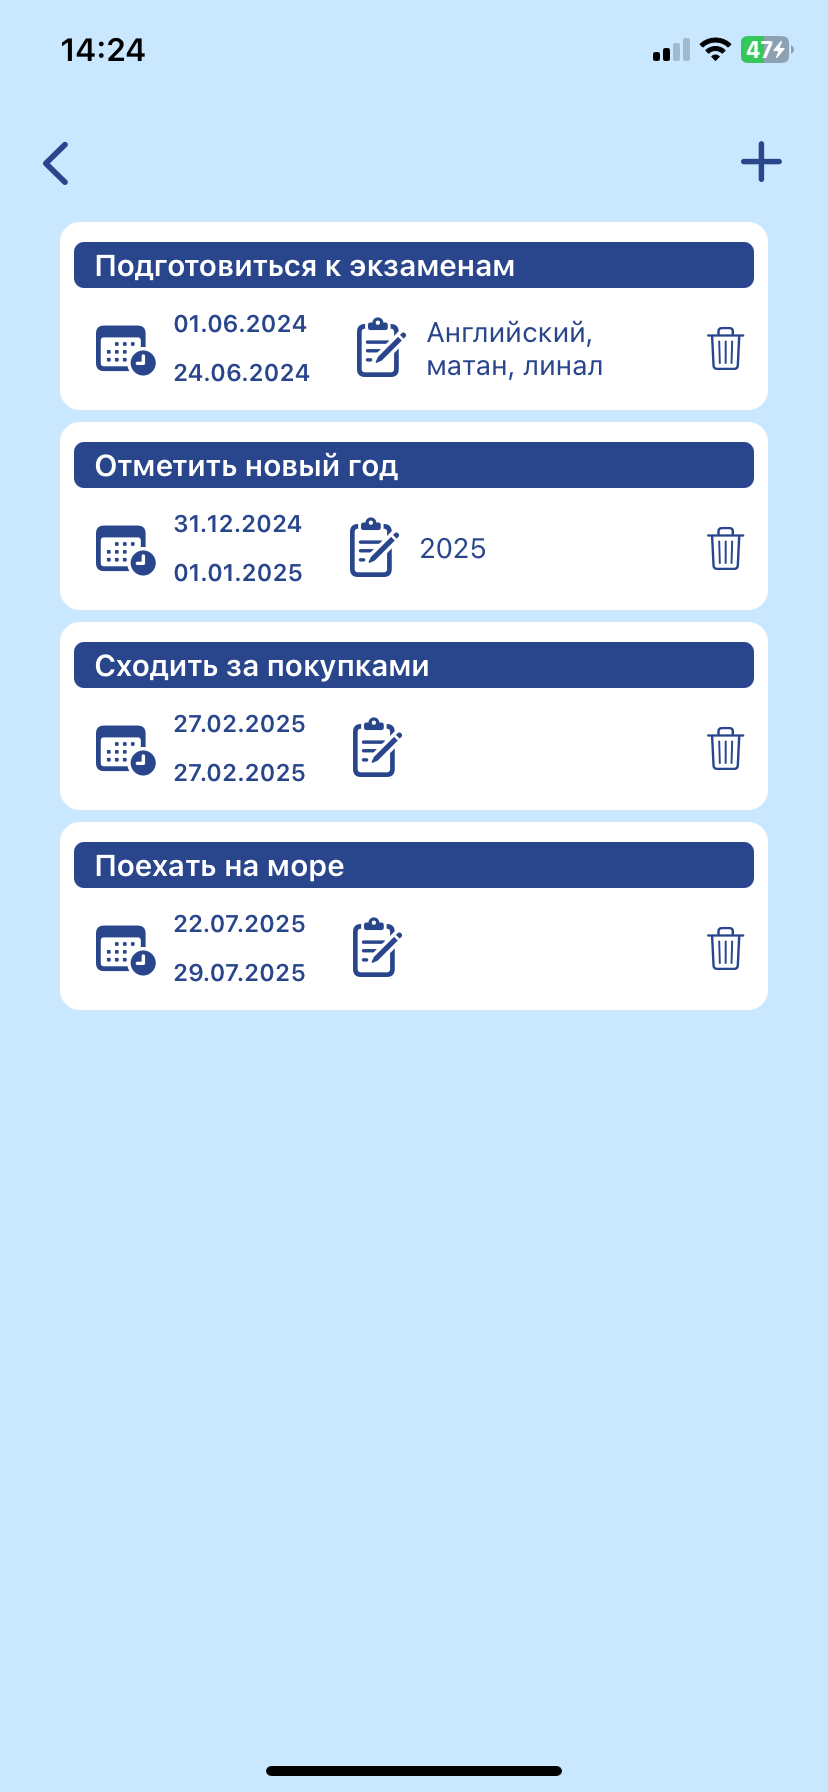 14:24
47
Подготовиться к экзаменам
01.06.2024
24.06.2024
Английский,
матан, линал
Отметить новый год
31.12.2024
01.01.2025
2025
Сходить за покупками
27.02.2025
27.02.2025
Поехать на море
22.07.2025
29.07.2025